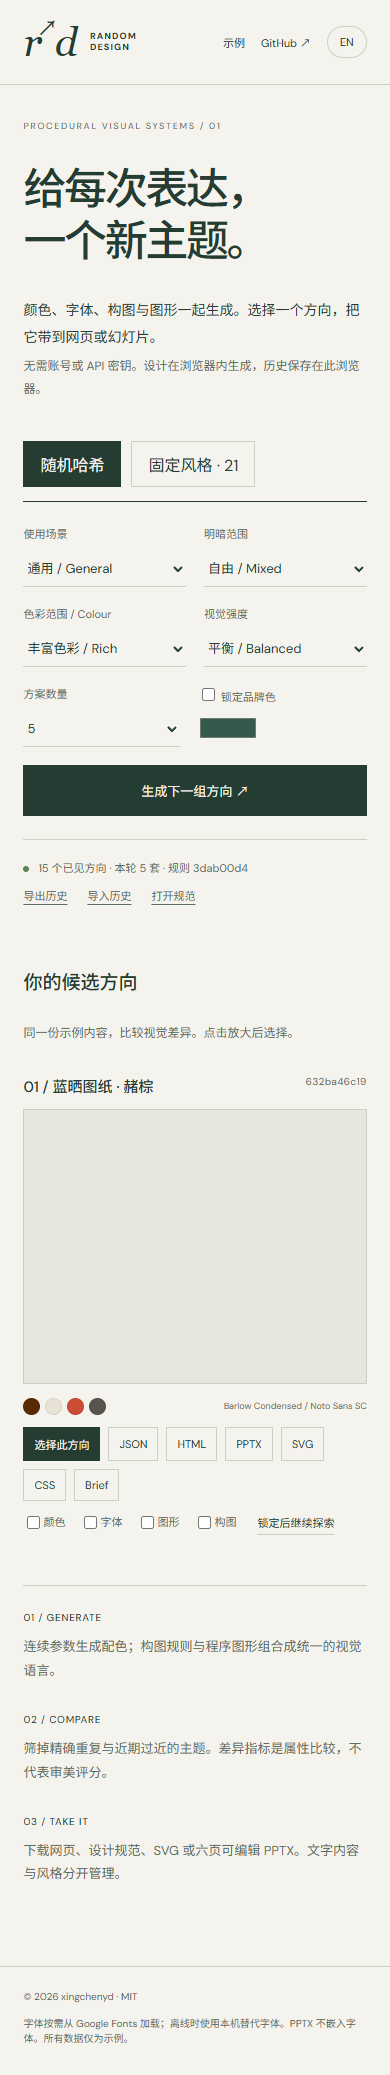 r↗d RANDOM
DESIGN
示例 GitHub ↗ EN
PROCEDURAL VISUAL SYSTEMS / 01
给每次表达，
一个新主题。
颜色、字体、构图与图形一起生成。选择一个方向，把
它带到网页或幻灯片。
无需账号或 API 密钥。设计在浏览器内生成，历史保存在此浏览
器。
随机哈希 固定风格 · 21
使用场景 明暗范围
通用 / General 自由 / Mixed
色彩范围 / Colour 视觉强度
丰富色彩 / Rich 平衡 / Balanced
方案数量 锁定品牌色
5
生成下一组方向 ↗
15 个已见方向 · 本轮 5 套 · 规则 3dab00d4
导出历史 导入历史 打开规范
你的候选方向
同一份示例内容，比较视觉差异。点击放大后选择。
01 / 蓝晒图纸 · 赭棕 632ba46c19
Barlow Condensed / Noto Sans SC
选择此方向 JSON HTML PPTX SVG
CSS Brief
颜色 字体 图形 构图 锁定后继续探索
01 / GENERATE
连续参数生成配色；构图规则与程序图形组合成统一的视觉
语言。
02 / COMPARE
筛掉精确重复与近期过近的主题。差异指标是属性比较，不
代表审美评分。
03 / TAKE IT
下载网页、设计规范、SVG 或六页可编辑 PPTX。文字内容
与风格分开管理。
© 2026 xingchenyd · MIT
字体按需从 Google Fonts 加载；离线时使用本机替代字体。PPTX 不嵌入字
体。所有数据仅为示例。